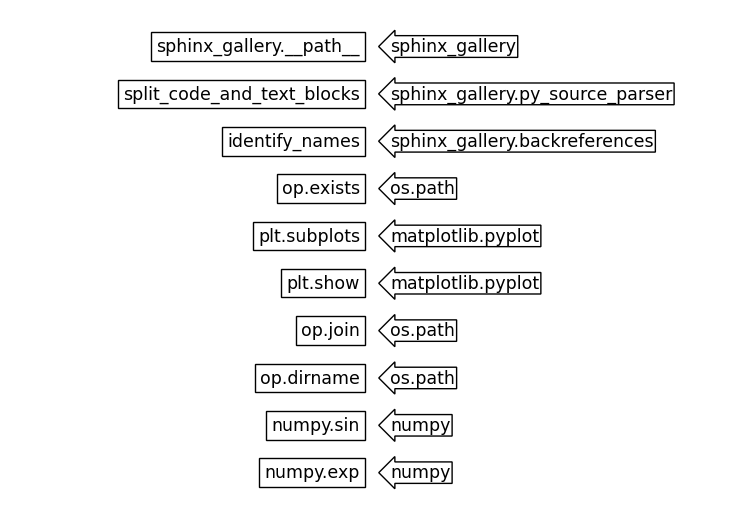 sphinx_gallery.__path__ sphinx_gallery
split_code_and_text_blocks sphinx_gallery.py_source_parser
identify_names sphinx_gallery.backreferences
op.exists os.path
plt.subplots matplotlib.pyplot
plt.show matplotlib.pyplot
op.join os.path
op.dirname os.path
numpy.sin numpy
numpy.exp numpy